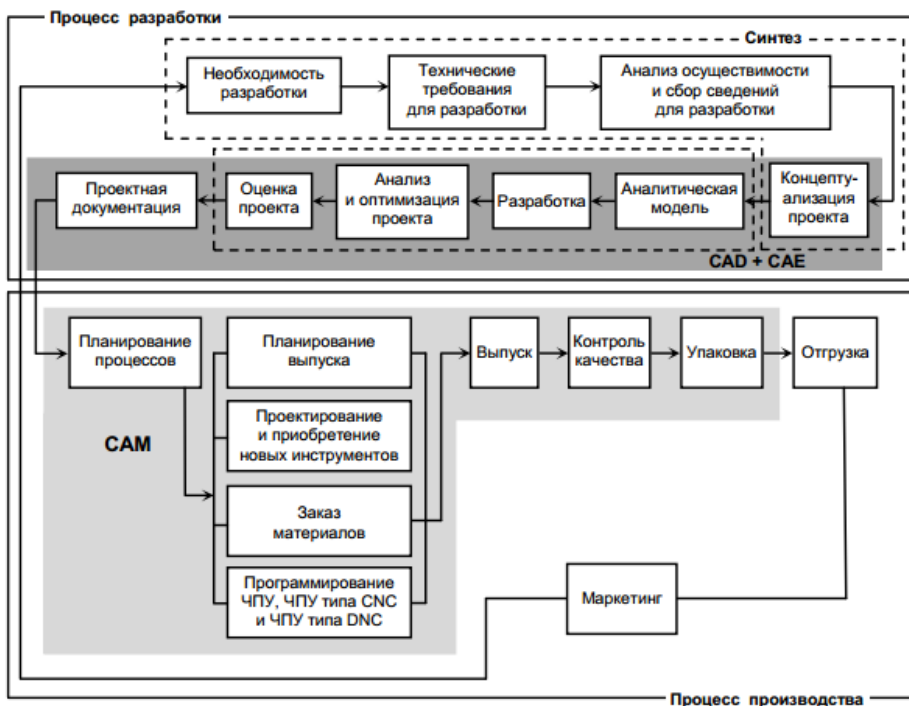 Процесс разработки
Синтез
Необходимость
разработки
Технические
требования
для разработки
Анализ осуществимости
и сбор сведений
для разработки
Проектная
документация
Оценка
проекта
Анализ
и оптимизация
проекта
Разработка
Аналитическая
модель
Концепту-
ализация
проекта
CAD + CAE
Планирование
процессов
Планирование
выпуска
Выпуск
Контроль
качества
Упаковка
Отгрузка
CAM
Проектирование
и приобретение
новых инструментов
Заказ
материалов
Программирование
ЧПУ, ЧПУ типа CNC
и ЧПУ типа DNC
Маркетинг
Процесс производства